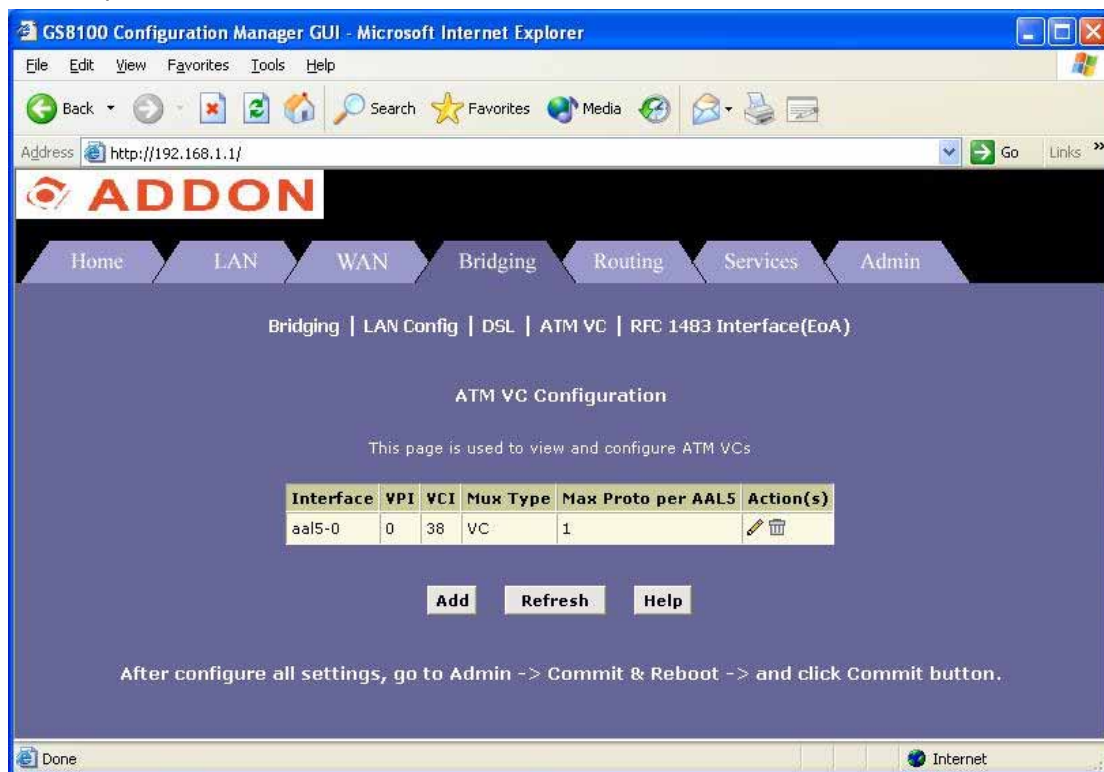 GS8100 Configuration Manager GUI - Microsoft Internet Explorer
File Edit View Favorites Tools Help
Back Search Favorites Media
Address http://192.168.1.1/ Go Links »
ADDON
Home LAN WAN Bridging Routing Services Admin
Bridging | LAN Config | DSL | ATM VC | RFC 1483 Interface(EoA)
ATM VC Configuration
This page is used to view and configure ATM VCs
Interface VPI VCI Mux Type Max Proto per AAL5 Action(s)
aal5-0 0 38 VC 1
Add Refresh Help
After configure all settings, go to Admin -> Commit & Reboot -> and click Commit button.
Done Internet